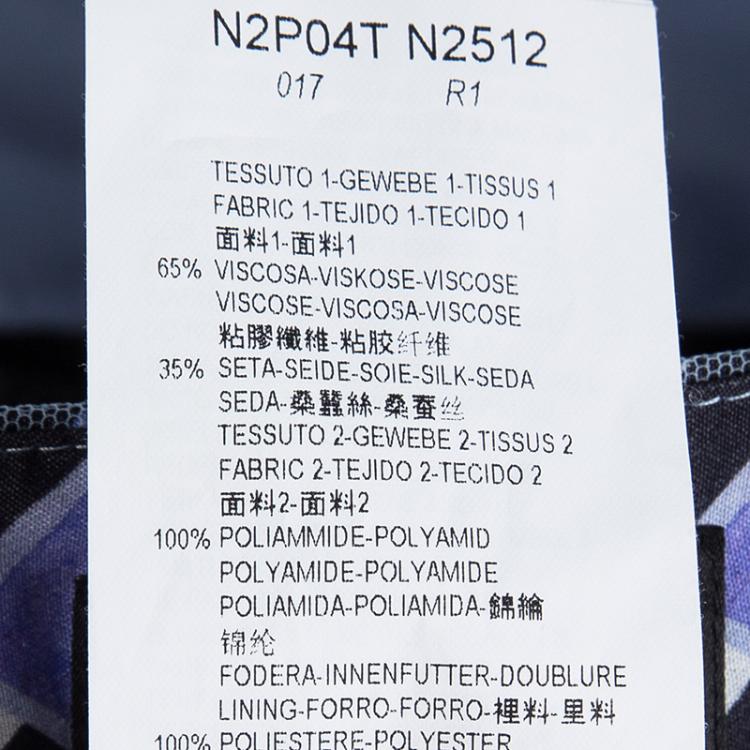 N2P04T N2512
017 R1
TESSUTO 1-GEWEBE 1-TISSUS 1
FABRIC 1-TEJIDO 1-TECIDO 1
面料1-面料1
65% VISCOSA-VISKOSE-VISCOSE
VISCOSE-VISCOSA-VISCOSE
粘膠纖維-粘胶纤维
35% SETA-SEIDE-SOIE-SILK-SEDA
SEDA-桑蠶絲-桑蚕丝
TESSUTO 2-GEWEBE 2-TISSUS 2
FABRIC 2-TEJIDO 2-TECIDO 2
面料2-面料2
100% POLIAMMIDE-POLYAMID
POLYAMIDE-POLYAMIDE
POLIAMIDA-POLIAMIDA-錦綸
锦纶
FODERA-INNENFUTTER-DOUBLURE
LINING-FORRO-FORRO-裡料-里料
100% POLIESTERE-POLYESTER